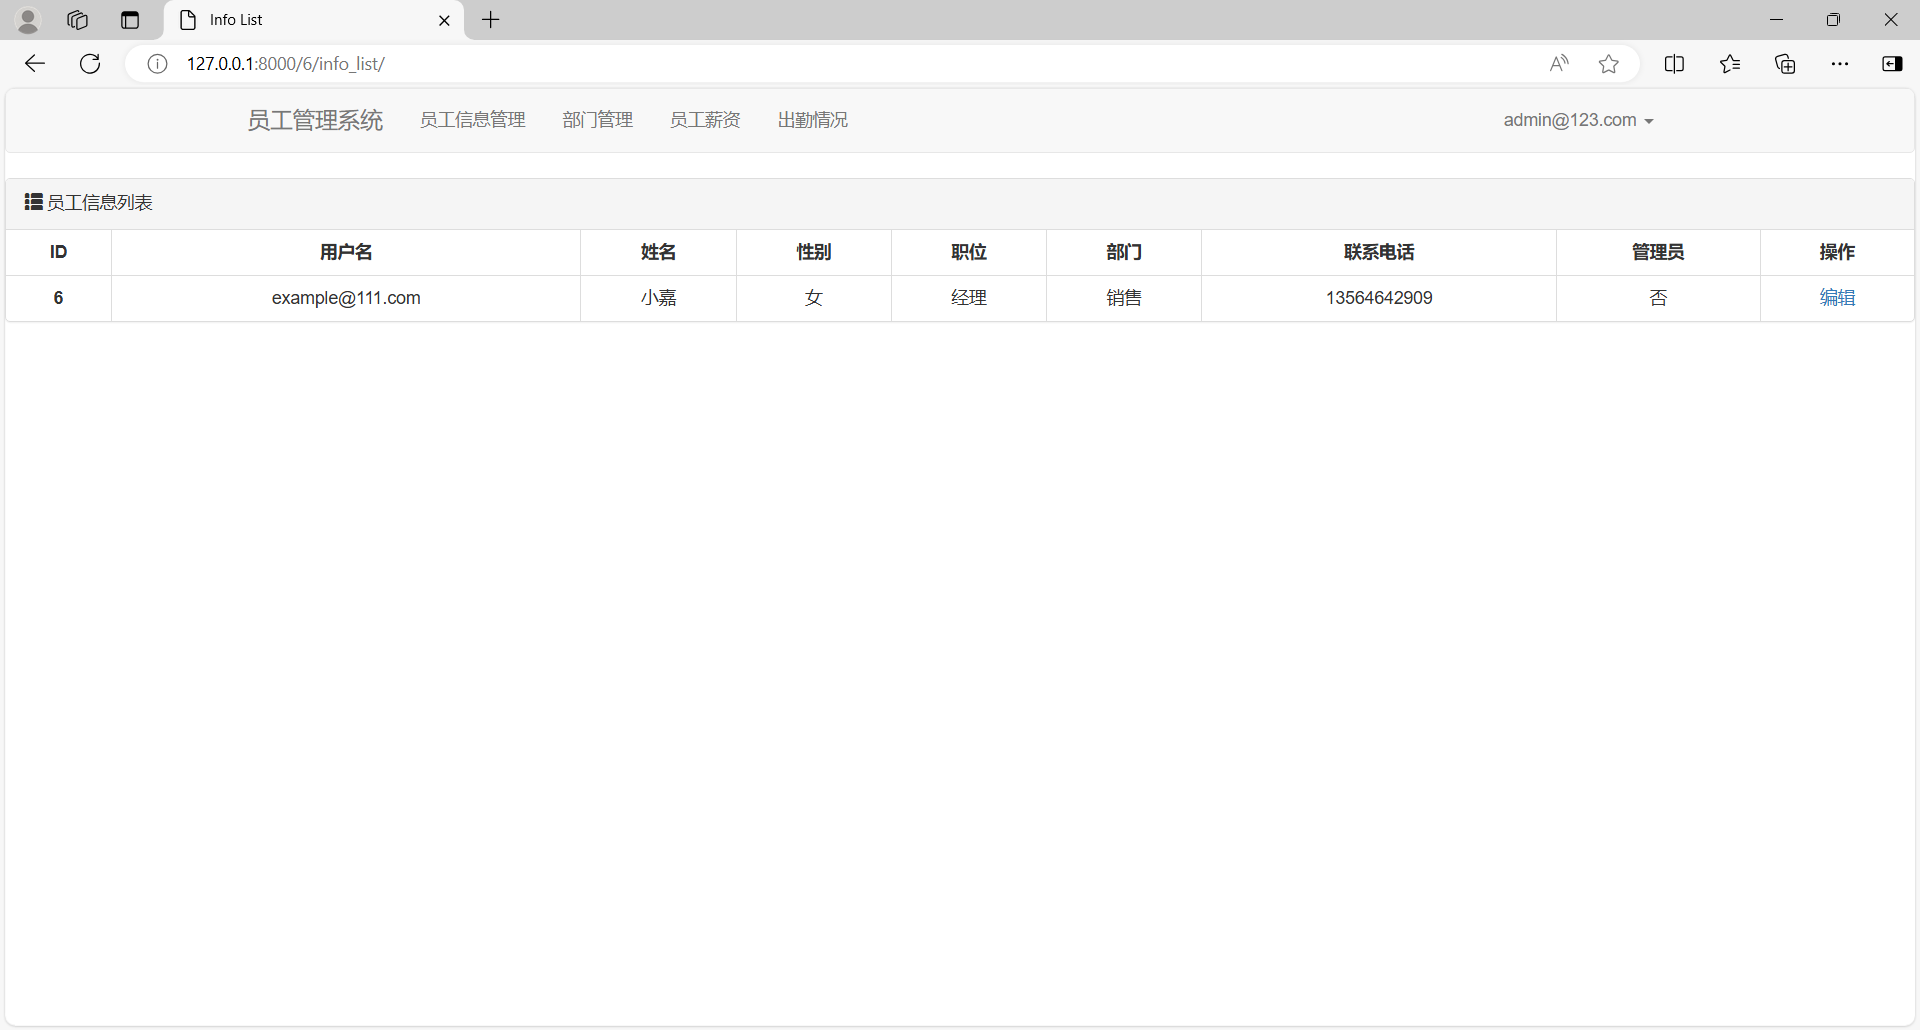 Info List
127.0.0.1:8000/6/info_list/
员工管理系统 员工信息管理 部门管理 员工薪资 出勤情况 admin@123.com
员工信息列表
ID 用户名 姓名 性别 职位 部门 联系电话 管理员 操作
6 example@111.com 小嘉 女 经理 销售 13564642909 否 编辑